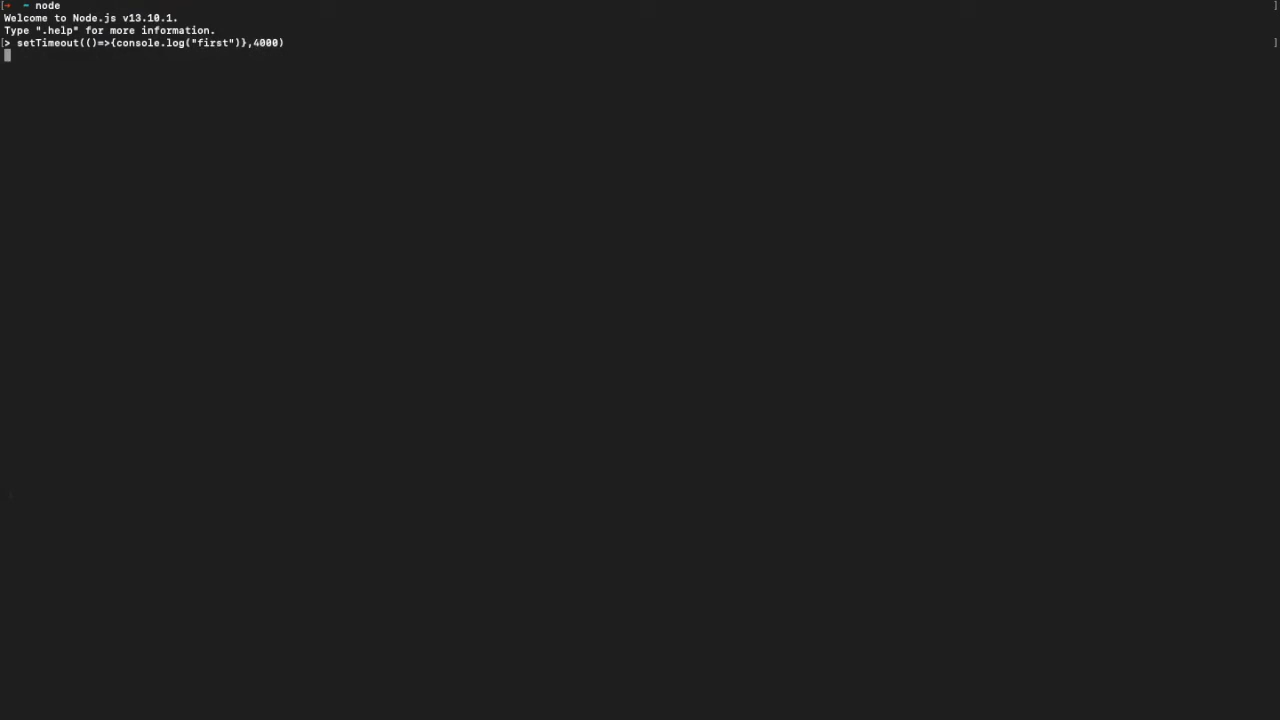 [→  ~ node ]
Welcome to Node.js v13.10.1.
Type ".help" for more information.
[> setTimeout(()=>{console.log("first")},4000) ]